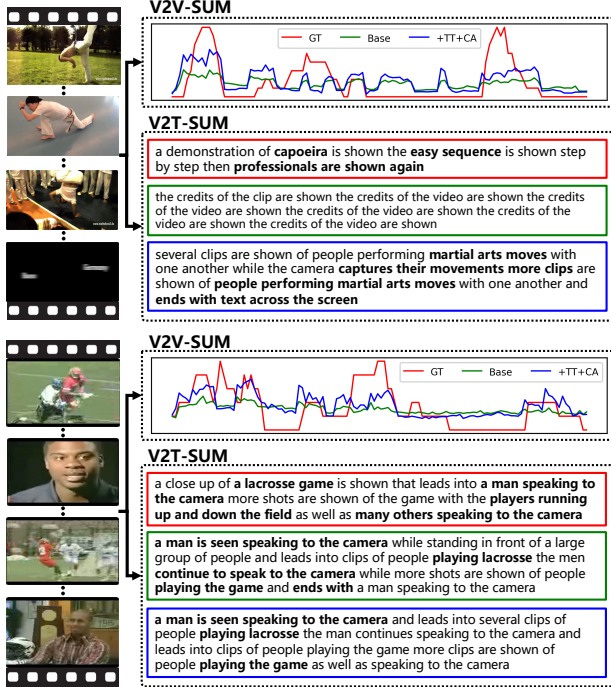 V2V-SUM
GT Base +TT+CA
V2T-SUM
a demonstration of capoeira is shown the easy sequence is shown step
by step then professionals are shown again
the credits of the clip are shown the credits of the video are shown the credits
of the video are shown the credits of the video are shown the credits of the
video are shown the credits of the video are shown
several clips are shown of people performing martial arts moves with
one another while the camera captures their movements more clips are
shown of people performing martial arts moves with one another and
ends with text across the screen
V2V-SUM
GT Base +TT+CA
V2T-SUM
a close up of a lacrosse game is shown that leads into a man speaking to
the camera more shots are shown of the game with the players running
up and down the field as well as many others speaking to the camera
a man is seen speaking to the camera while standing in front of a large
group of people and leads into clips of people playing lacrosse the men
continue to speak to the camera while more shots are shown of people
playing the game and ends with a man speaking to the camera
a man is seen speaking to the camera and leads into several clips of
people playing lacrosse the man continues speaking to the camera and
leads into clips of people playing the game more clips are shown of
people playing the game as well as speaking to the camera